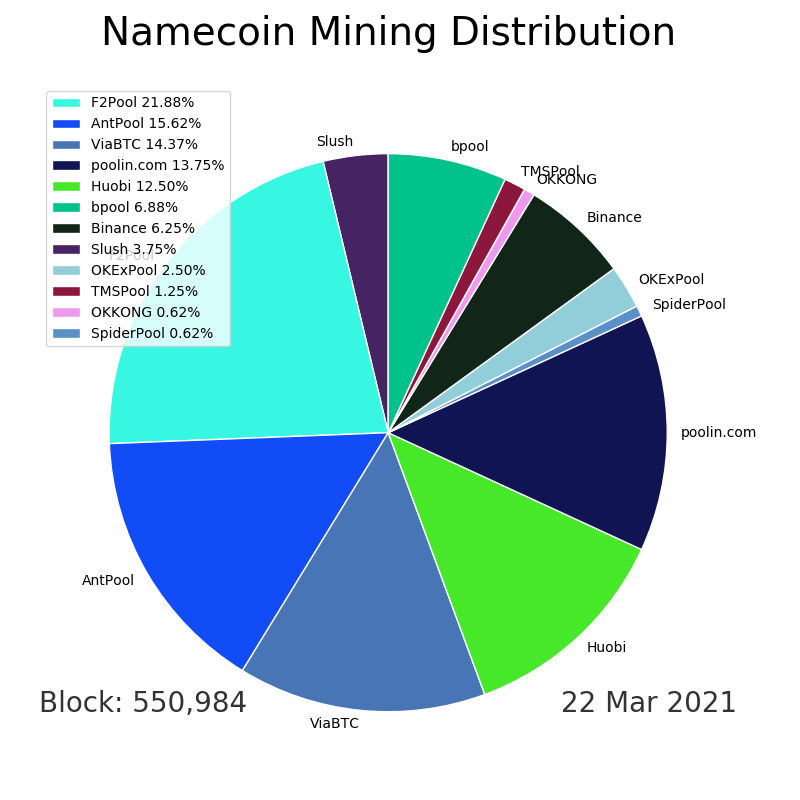 Namecoin Mining Distribution
F2Pool 21.88%
AntPool 15.62%
ViaBTC 14.37%
poolin.com 13.75%
Huobi 12.50%
bpool 6.88%
Binance 6.25%
Slush 3.75%
OKExPool 2.50%
TMSPool 1.25%
OKKONG 0.62%
SpiderPool 0.62%
Slush
bpool
TMSPool
OKKONG
Binance
F2Pool
OKExPool
SpiderPool
poolin.com
AntPool
Huobi
ViaBTC
Block: 550,984
22 Mar 2021